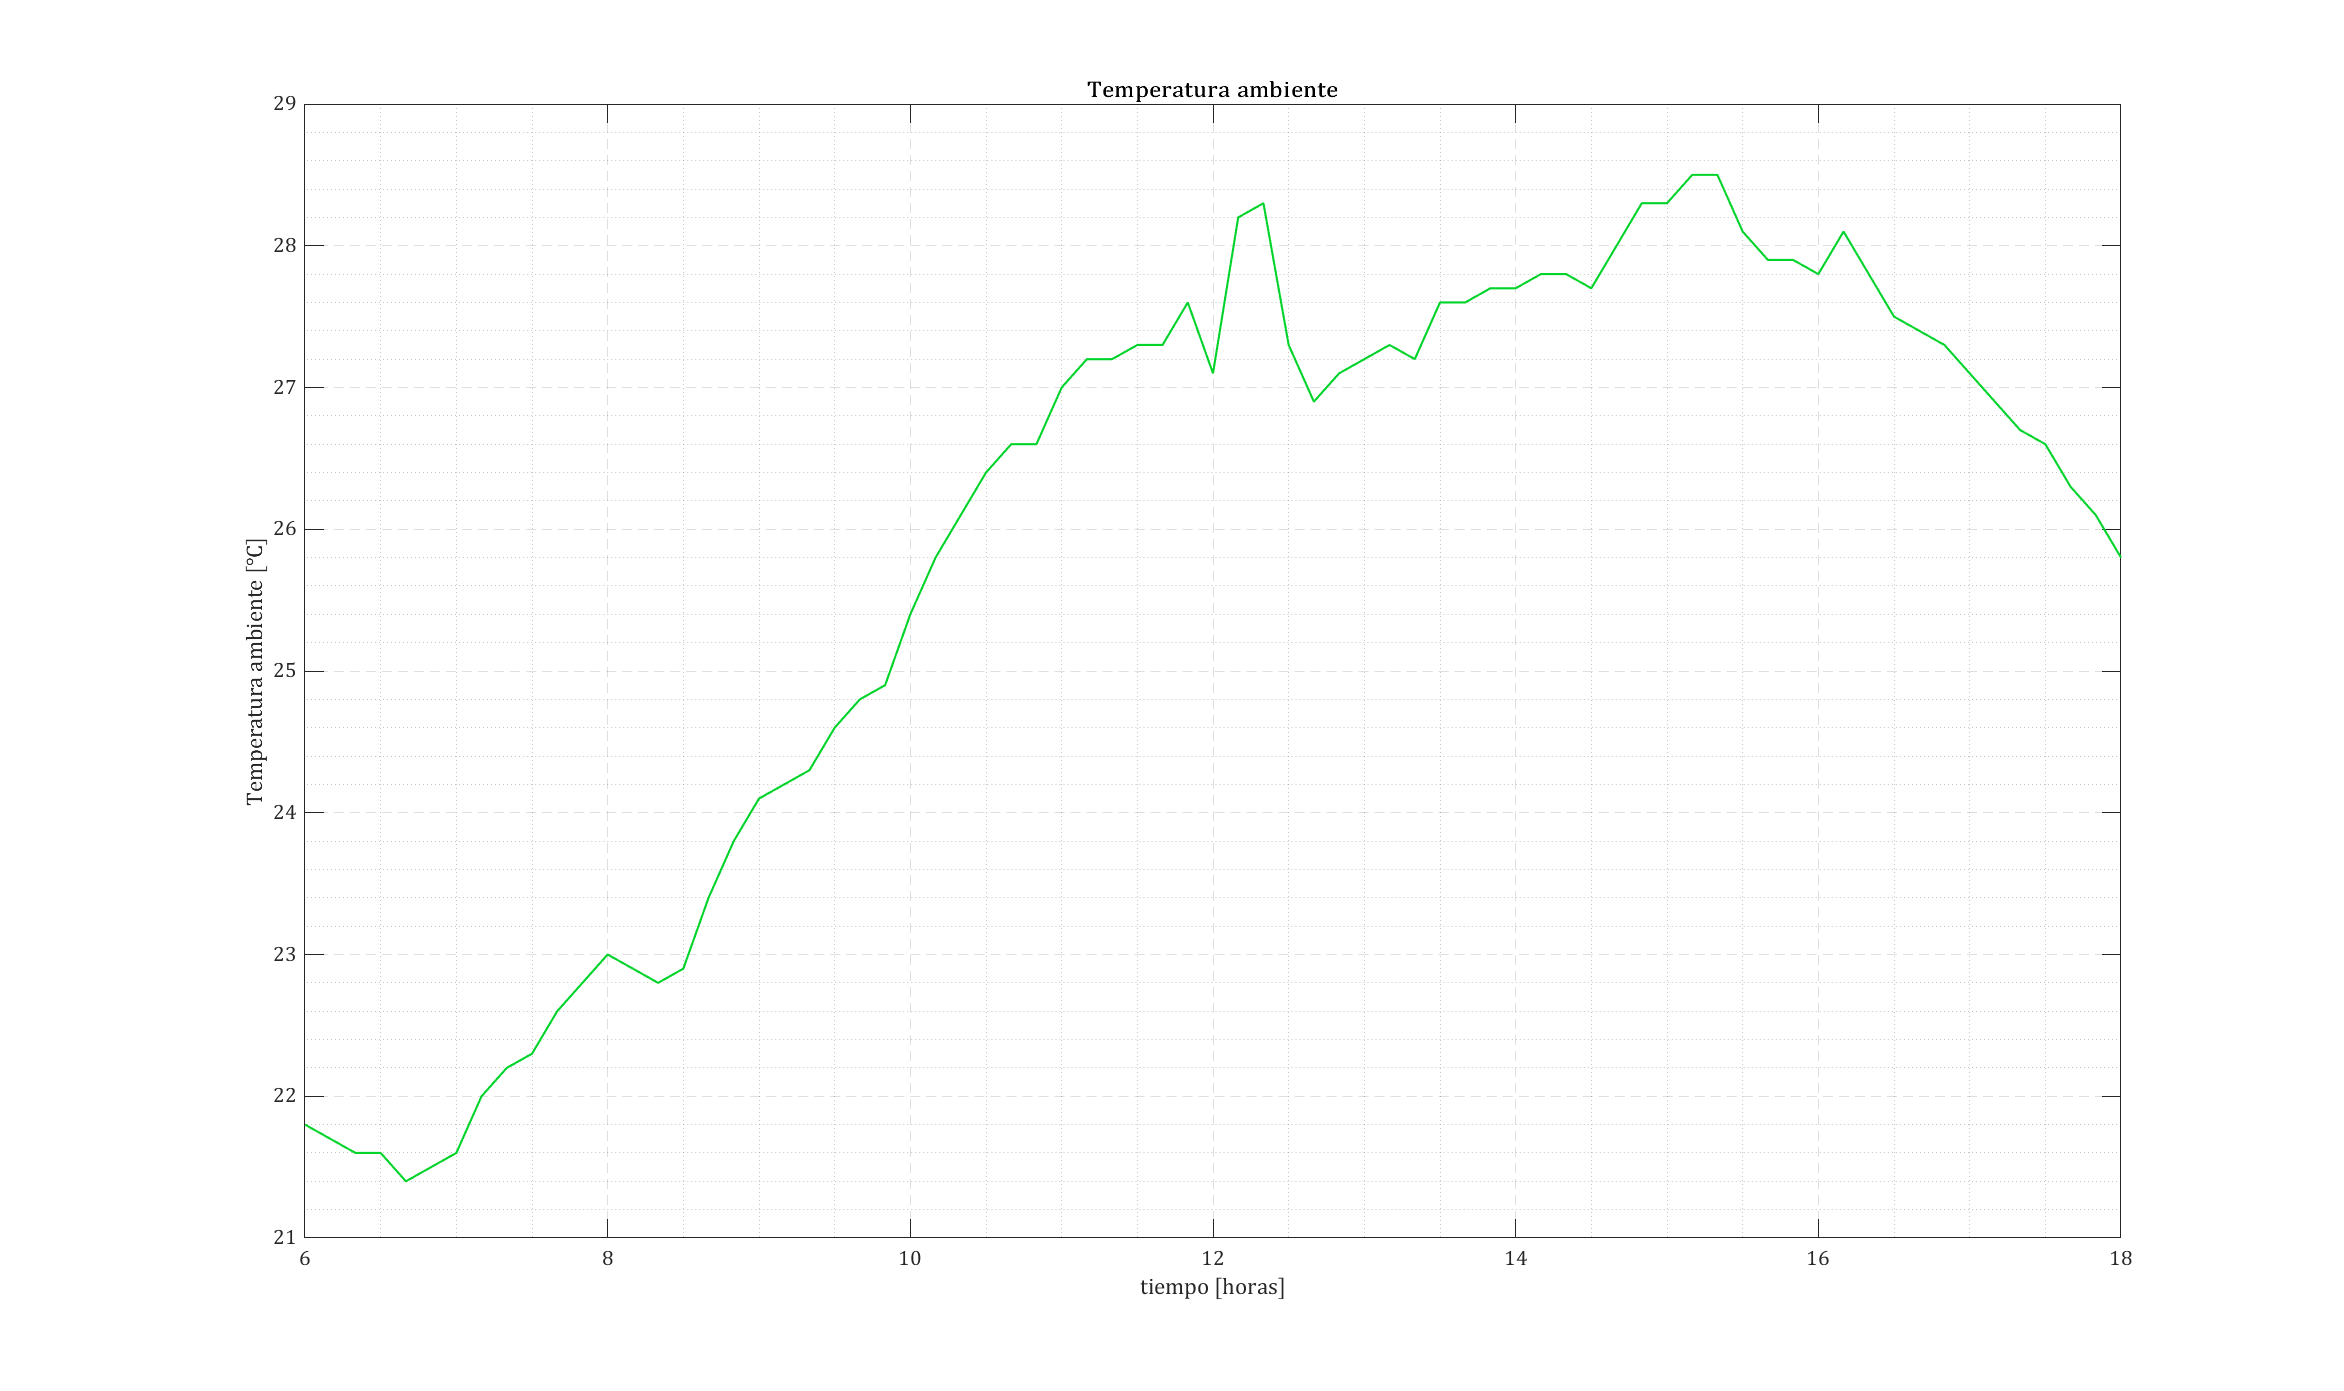 Temperatura ambiente
29
28
27
26
25
24
23
22
21
Temperatura ambiente [°C]
6 8 10 12 14 16 18
tiempo [horas]